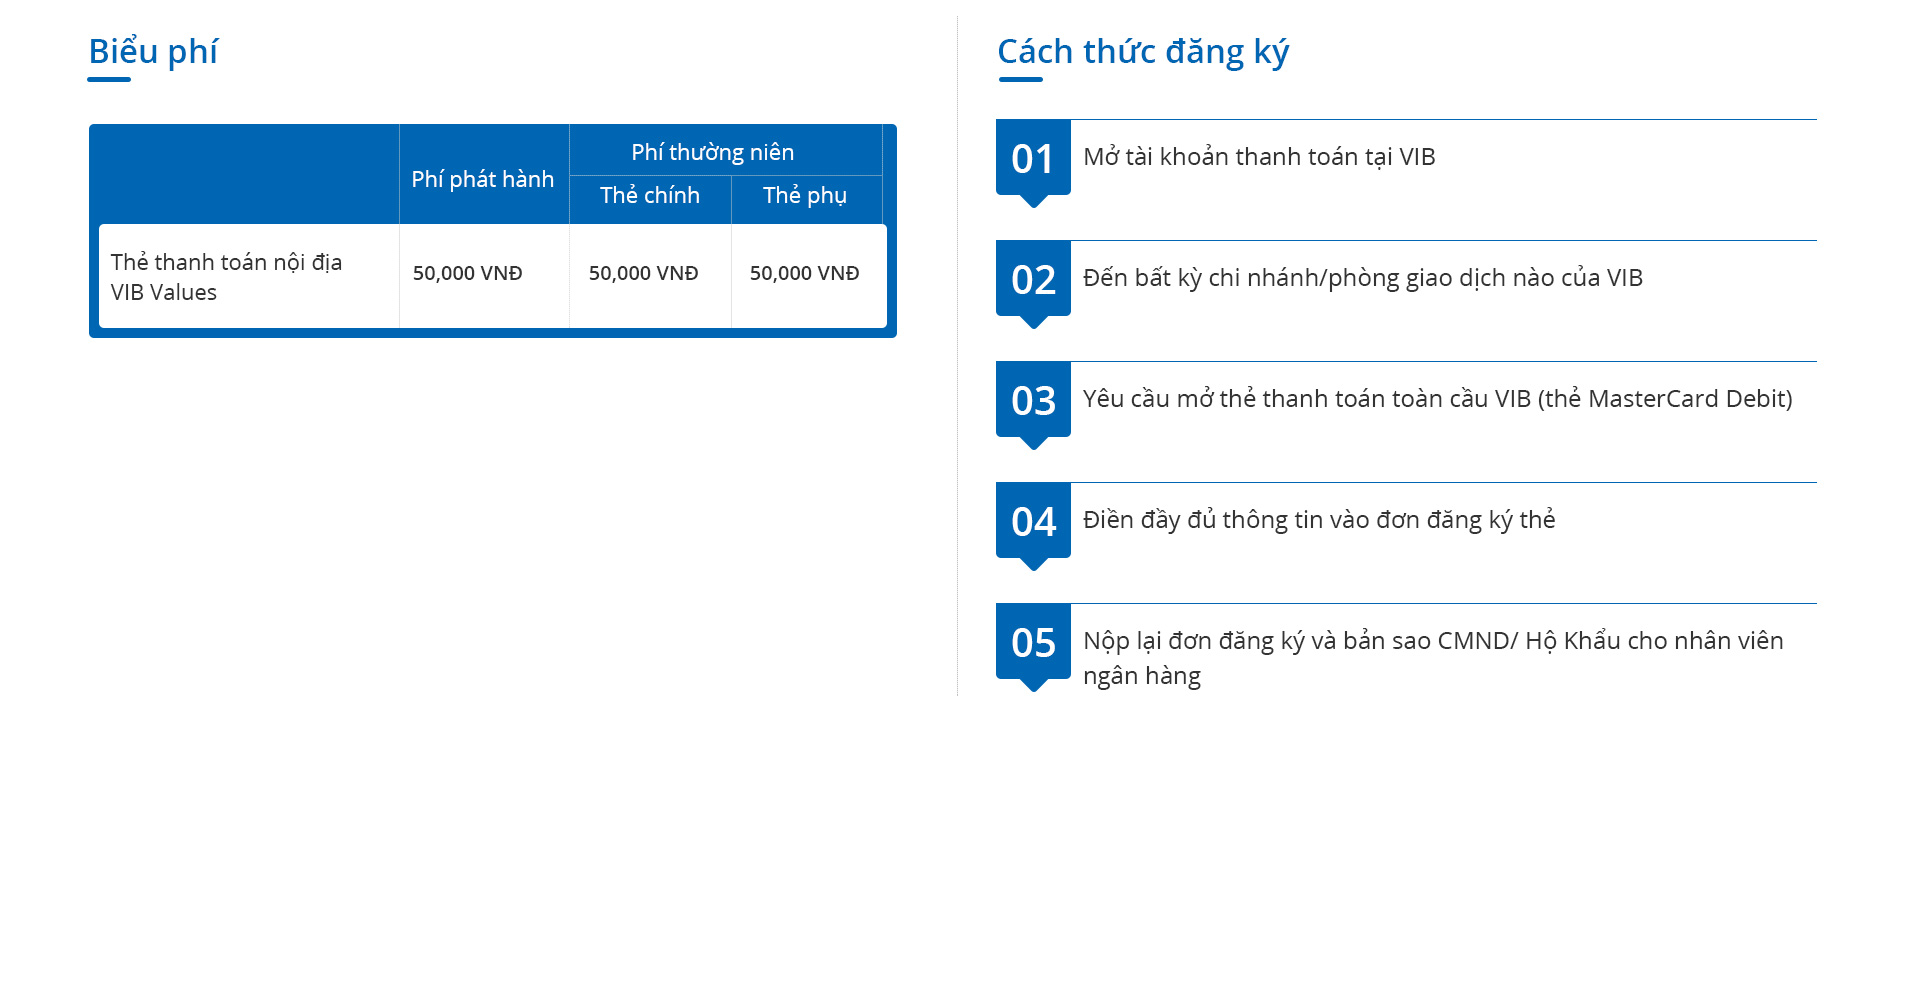 Biểu phí
Phí phát hành
Phí thường niên
Thẻ chính
Thẻ phụ
Thẻ thanh toán nội địa
VIB Values
50,000 VNĐ
50,000 VNĐ
50,000 VNĐ
Cách thức đăng ký
01
Mở tài khoản thanh toán tại VIB
02
Đến bất kỳ chi nhánh/phòng giao dịch nào của VIB
03
Yêu cầu mở thẻ thanh toán toàn cầu VIB (thẻ MasterCard Debit)
04
Điền đầy đủ thông tin vào đơn đăng ký thẻ
05
Nộp lại đơn đăng ký và bản sao CMND/ Hộ Khẩu cho nhân viên
ngân hàng